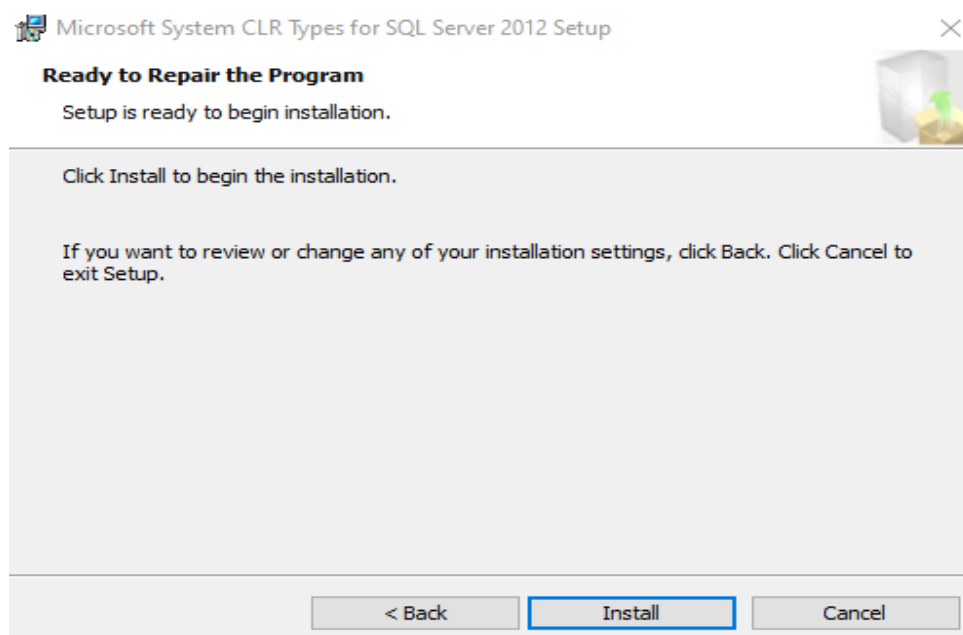 Microsoft System CLR Types for SQL Server 2012 Setup
Ready to Repair the Program
Setup is ready to begin installation.
Click Install to begin the installation.
If you want to review or change any of your installation settings, click Back. Click Cancel to
exit Setup.
< Back
Install
Cancel